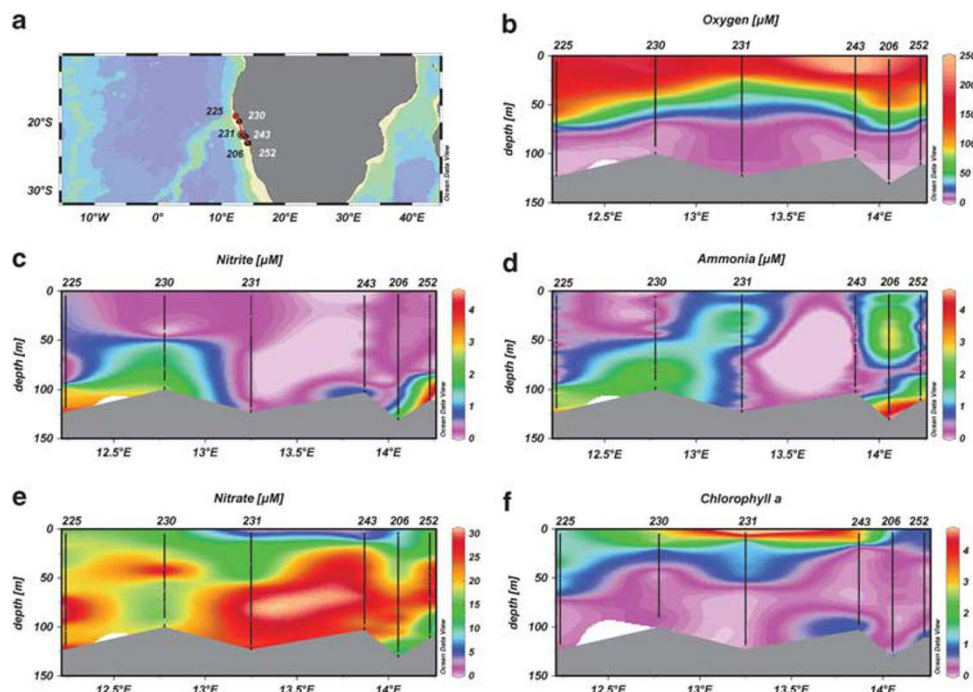 a
20°S
30°S
10°W
0°
10°E
20°E
30°E
40°E
225
230
231
243
206
252
Ocean Data View
b
Oxygen [µM]
225
230
231
243
206
252
depth [m]
0
50
100
150
12.5°E
13°E
13.5°E
14°E
250
200
150
100
50
0
Ocean Data View
c
Nitrite [µM]
225
230
231
243
206
252
depth [m]
0
50
100
150
12.5°E
13°E
13.5°E
14°E
4
3
2
1
0
Ocean Data View
d
Ammonia [µM]
225
230
231
243
206
252
depth [m]
0
50
100
150
12.5°E
13°E
13.5°E
14°E
4
3
2
1
0
Ocean Data View
e
Nitrate [µM]
225
230
231
243
206
252
depth [m]
0
50
100
150
12.5°E
13°E
13.5°E
14°E
30
25
20
15
10
5
0
Ocean Data View
f
Chlorophyll a
225
230
231
243
206
252
depth [m]
0
50
100
150
12.5°E
13°E
13.5°E
14°E
4
3
2
1
0
Ocean Data View